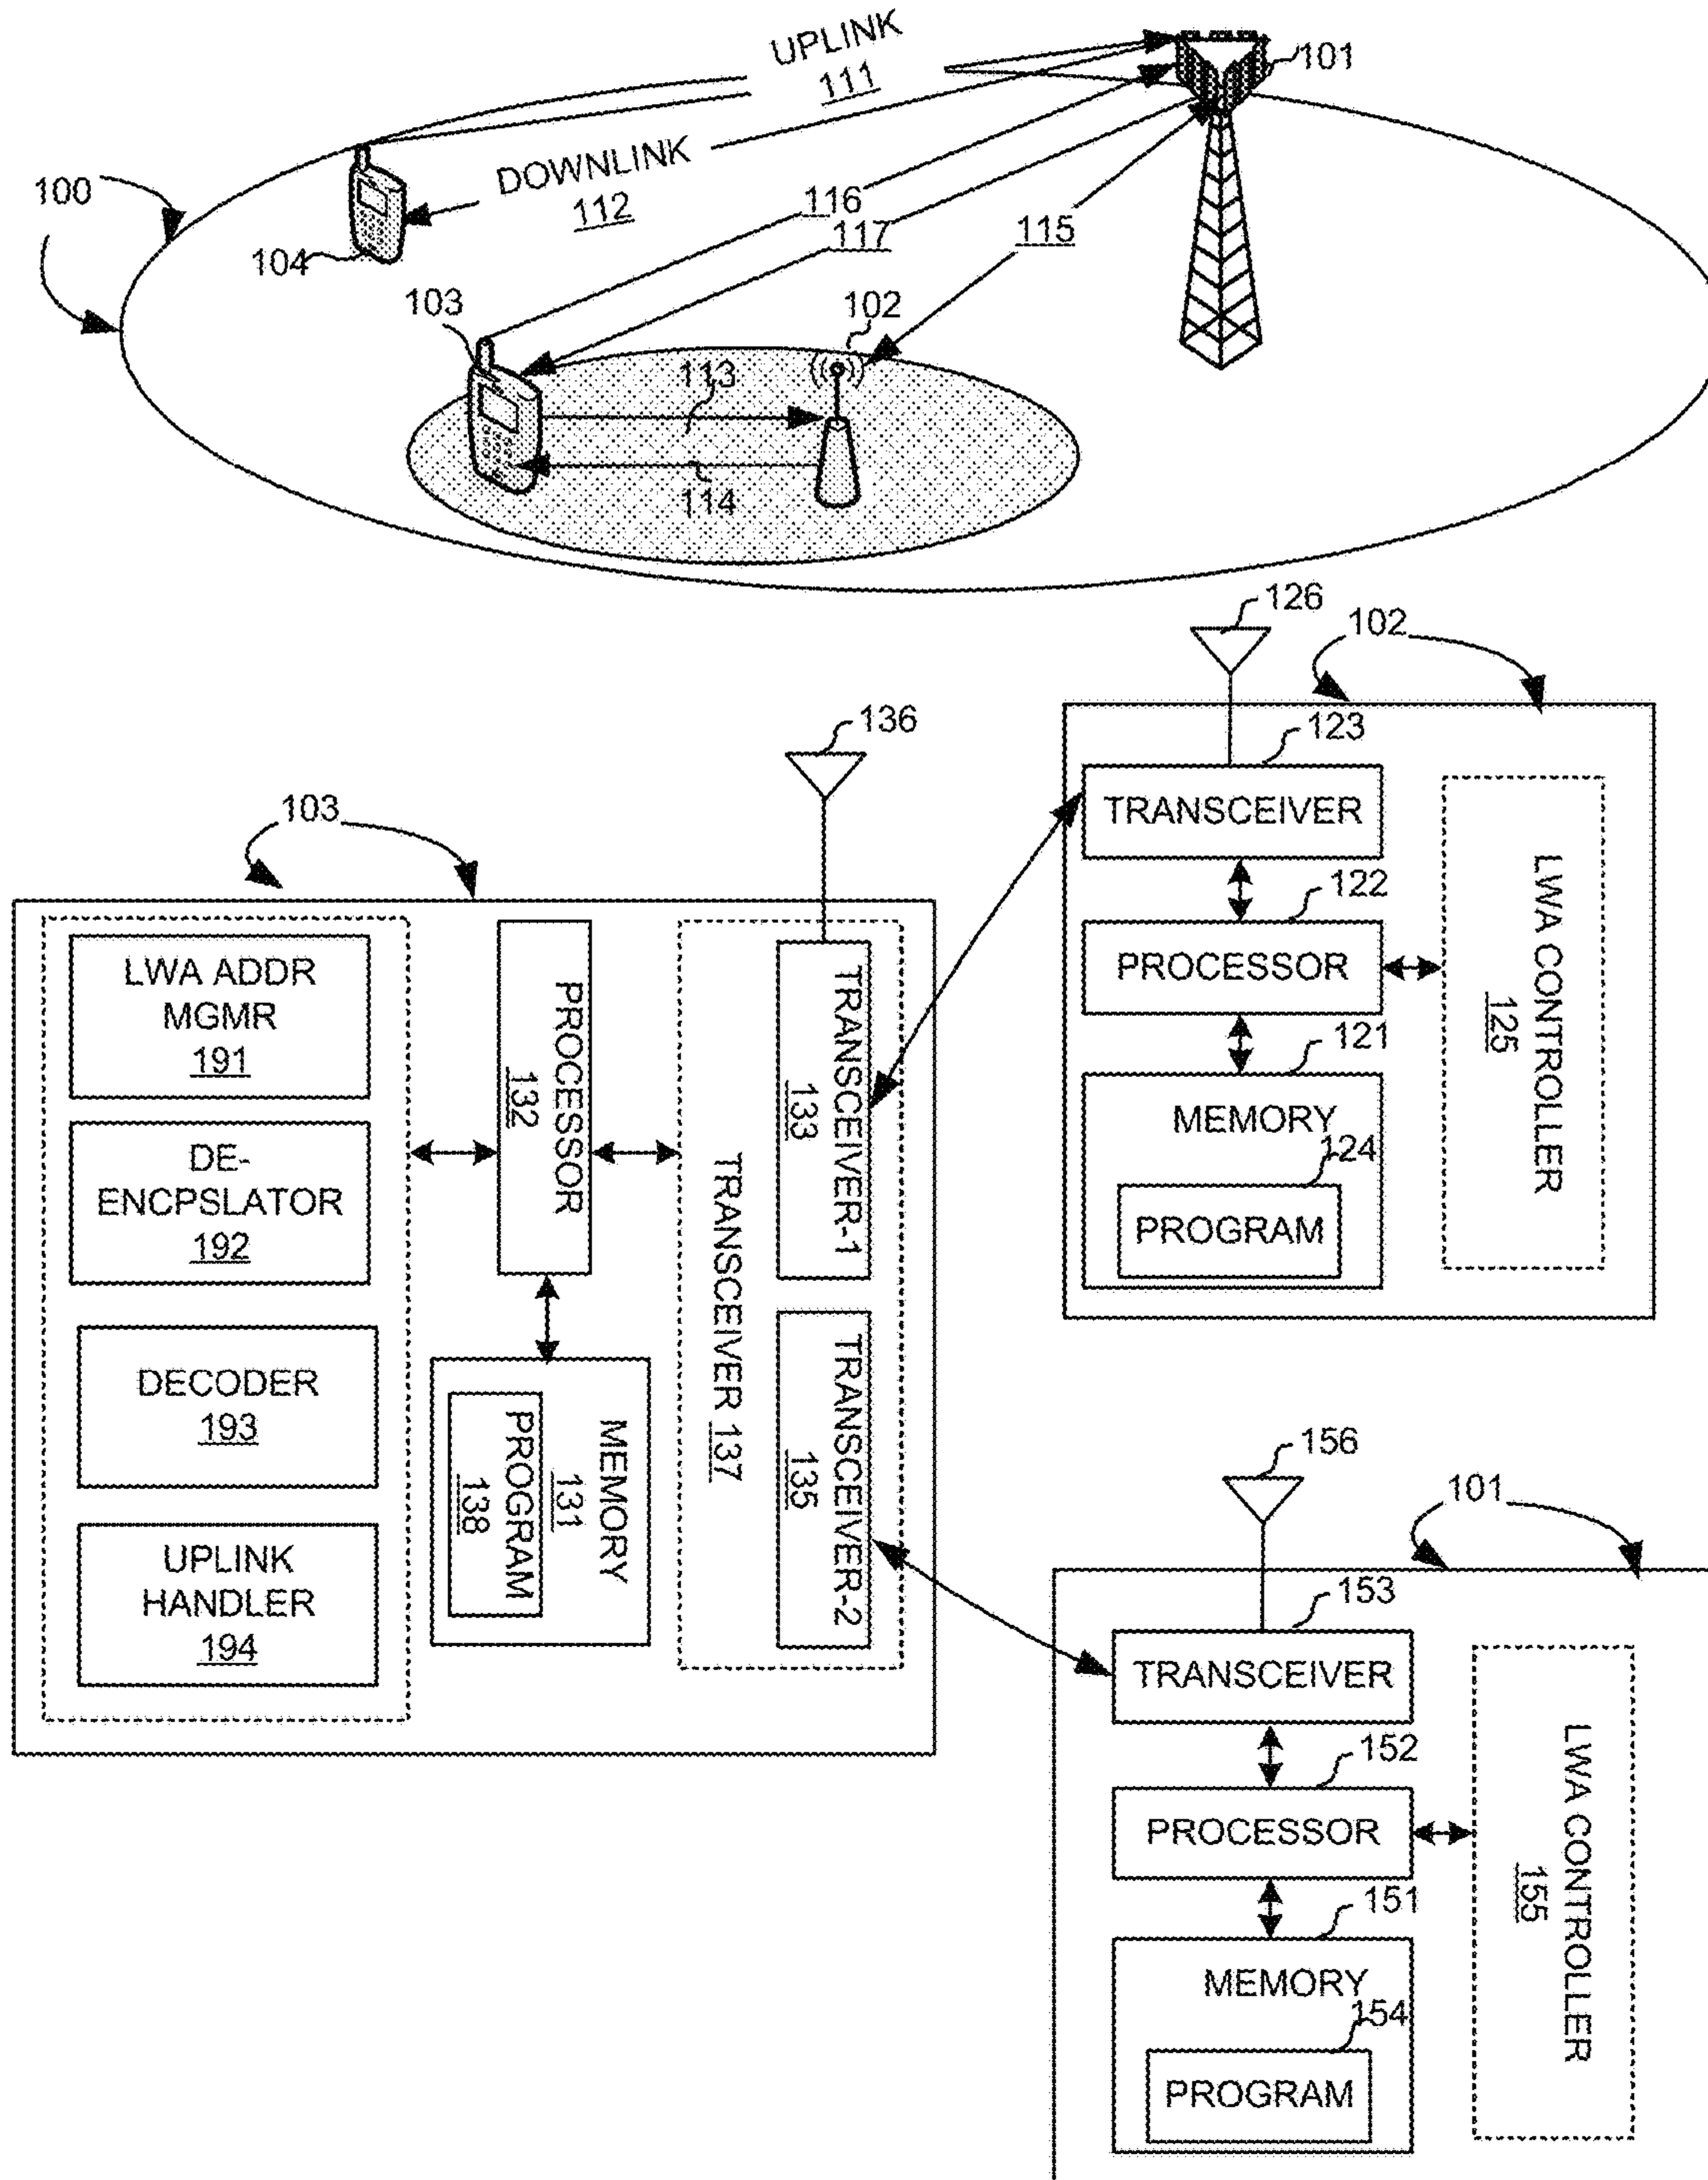 UPLINK
111
101
DOWNLINK
112
100
104
116
117
115
103
102
113
114
126
102
136
123
TRANSCEIVER
122
PROCESSOR
121
MEMORY
124
PROGRAM
LWA CONTROLLER
125
103
LWA ADDR
MGMR
191
DE-
ENCPSLATOR
192
DECODER
193
UPLINK
HANDLER
194
PROCESSOR
132
MEMORY
131
PROGRAM
138
TRANSCEIVER 137
TRANSCEIVER-1
133
TRANSCEIVER-2
135
156
101
153
TRANSCEIVER
152
PROCESSOR
151
MEMORY
154
PROGRAM
LWA CONTROLLER
155